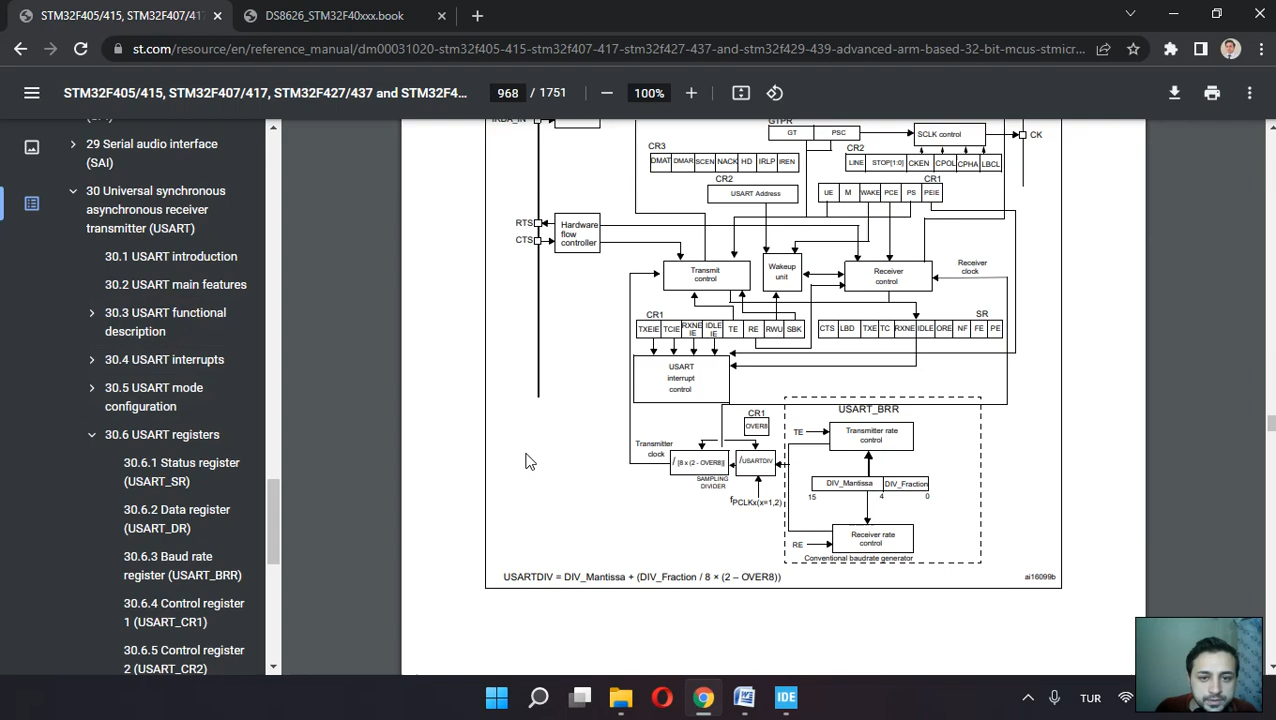 STM32F405/415, STM32F407/417
DS8626_STM32F40xxx.book
st.com/resource/en/reference_manual/dm00031020-stm32f405-415-stm32f407-417-stm32f427-437-and-stm32f429-439-advanced-arm-based-32-bit-mcus-stmicr...
STM32F405/415, STM32F407/417, STM32F427/437 and STM32F4...
968 / 1751
100%
29 Serial audio interface
(SAI)
30 Universal synchronous
asynchronous receiver
transmitter (USART)
30.1 USART introduction
30.2 USART main features
30.3 USART functional
description
30.4 USART interrupts
30.5 USART mode
configuration
30.6 USART registers
30.6.1 Status register
(USART_SR)
30.6.2 Data register
(USART_DR)
30.6.3 Baud rate
register (USART_BRR)
30.6.4 Control register
1 (USART_CR1)
30.6.5 Control register
2 (USART_CR2)
IRDA_IN
GTPR
GT PSC
SCLK control
CK
CR3
DMAT DMAR SCEN NACK HD IRLP IREN
CR2
LINE STOP[1:0] CKEN CPOL CPHA LBCL
CR2
USART Address
CR1
UE M WAKE PCE PS PEIE
RTS
CTS
Hardware
flow
controller
Transmit
control
Wakeup
unit
Receiver
control
Receiver
clock
CR1
TXEIE TCIE RXNE IE IDLE IE TE RE RWU SBK
SR
CTS LBD TXE TC RXNE IDLE ORE NF FE PE
USART
interrupt
control
CR1
OVER8
Transmitter
clock
/ [8 x (2 - OVER8)]
/USARTDIV
SAMPLING
DIVIDER
fPCLKx(x=1,2)
USART_BRR
TE
Transmitter rate
control
DIV_Mantissa DIV_Fraction
15 4 0
RE
Receiver rate
control
Conventional baudrate generator
USARTDIV = DIV_Mantissa + (DIV_Fraction / 8 × (2 – OVER8))
ai16099b
IDE
TUR